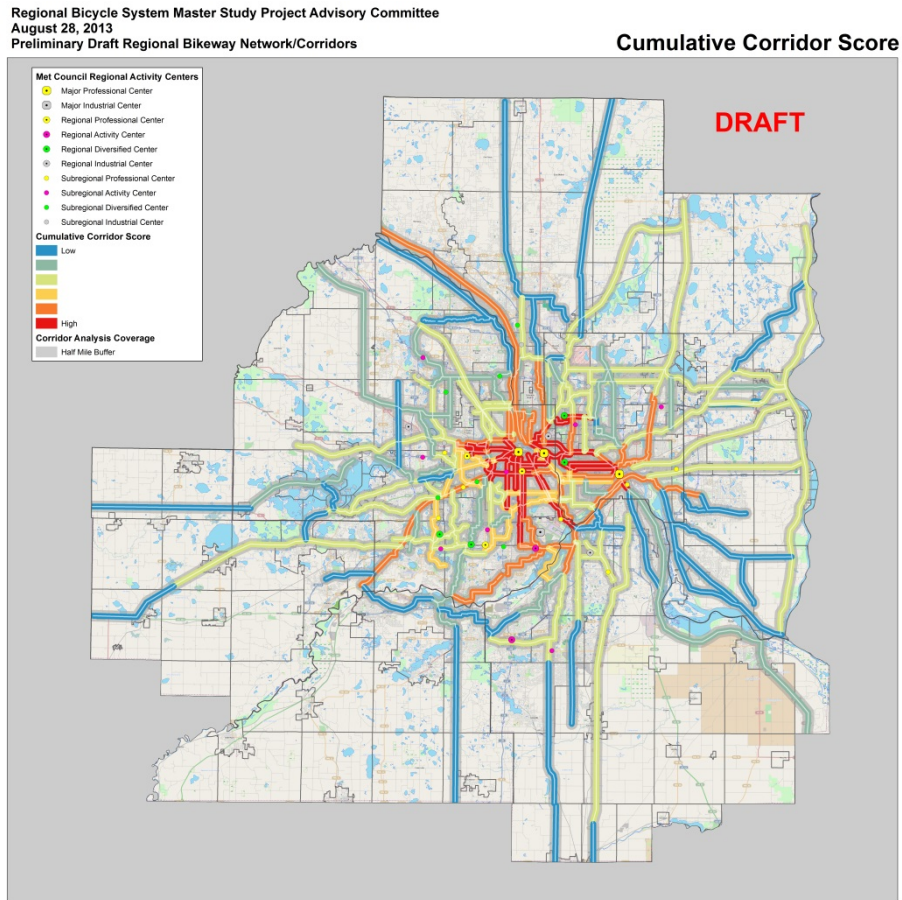 Regional Bicycle System Master Study Project Advisory Committee
August 28, 2013
Preliminary Draft Regional Bikeway Network/Corridors
Cumulative Corridor Score
DRAFT
Met Council Regional Activity Centers
Major Professional Center
Major Industrial Center
Regional Professional Center
Regional Activity Center
Regional Diversified Center
Regional Industrial Center
Subregional Professional Center
Subregional Activity Center
Subregional Diversified Center
Subregional Industrial Center
Cumulative Corridor Score
Low
High
Corridor Analysis Coverage
Half Mile Buffer